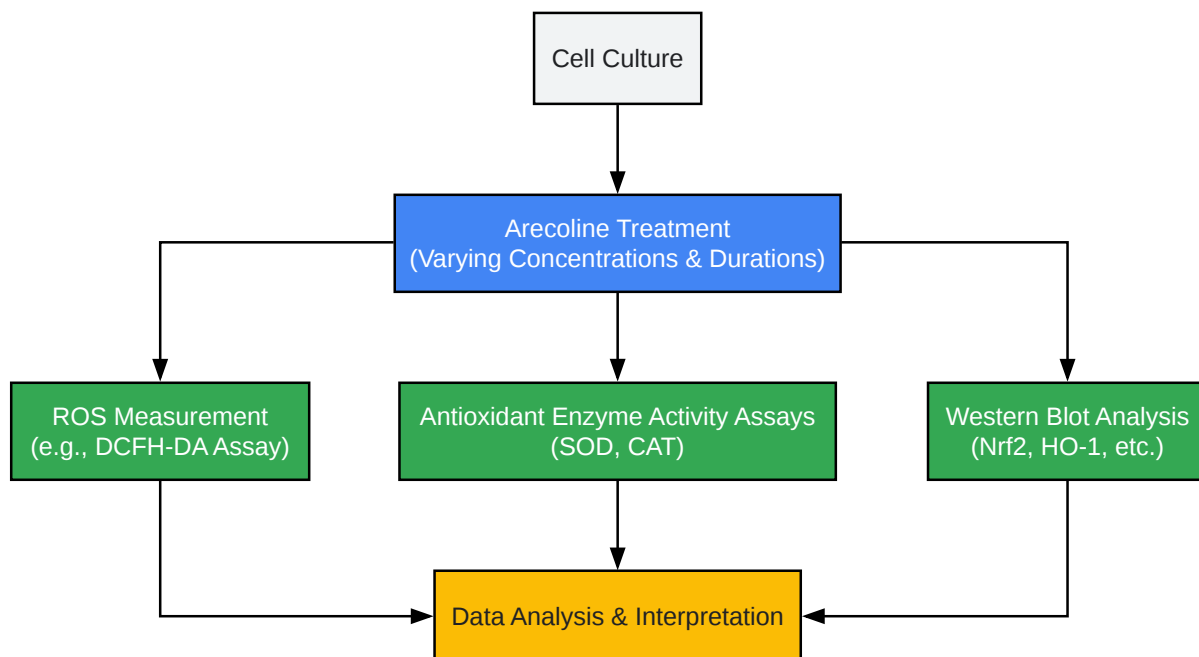 Cell Culture
Arecoline Treatment
(Varying Concentrations & Durations)
ROS Measurement
(e.g., DCFH-DA Assay)
Antioxidant Enzyme Activity Assays
(SOD, CAT)
Western Blot Analysis
(Nrf2, HO-1, etc.)
Data Analysis & Interpretation